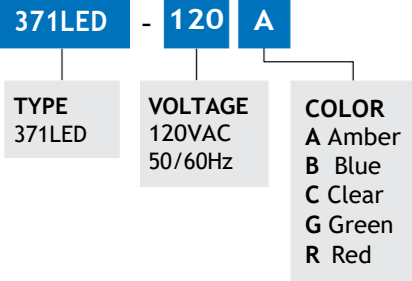 371LED - 120 A
TYPE
371LED
VOLTAGE
120VAC
50/60Hz
COLOR
A Amber
B Blue
C Clear
G Green
R Red